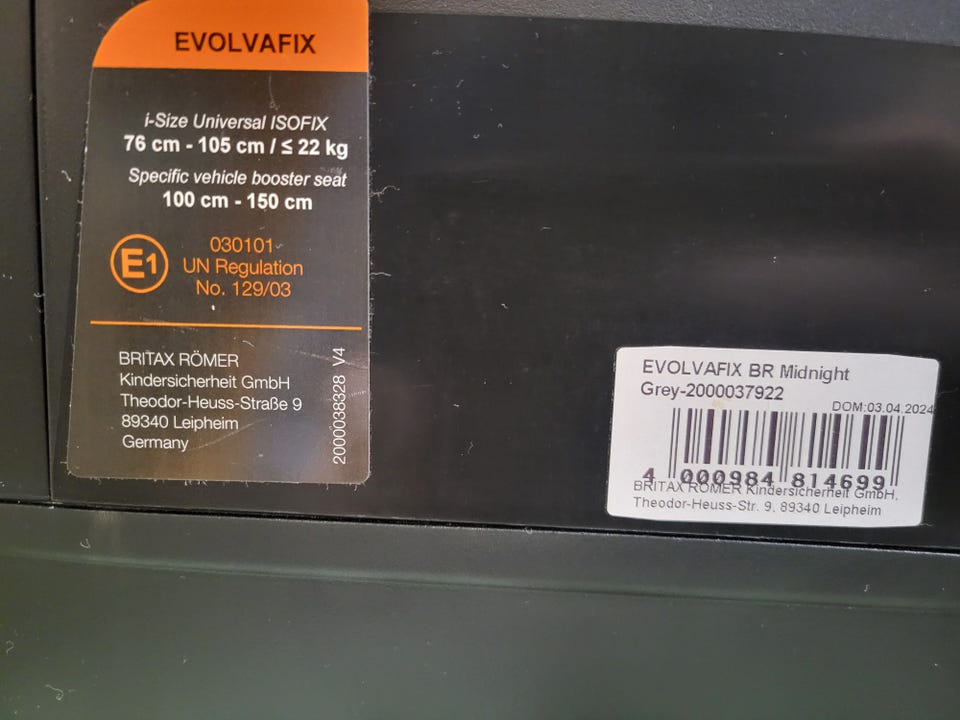 EVOLVAFIX
i-Size Universal ISOFIX
76 cm - 105 cm / ≤ 22 kg
Specific vehicle booster seat
100 cm - 150 cm
E1
030101
UN Regulation
No. 129/03
BRITAX RÖMER
Kindersicherheit GmbH
Theodor-Heuss-Straße 9
89340 Leipheim
Germany
2000038328 V4
EVOLVAFIX BR Midnight
Grey-2000037922
DOM:03.04.2024
4 000984 814699
BRITAX RÖMER Kindersicherheit GmbH,
Theodor-Heuss-Str. 9, 89340 Leipheim